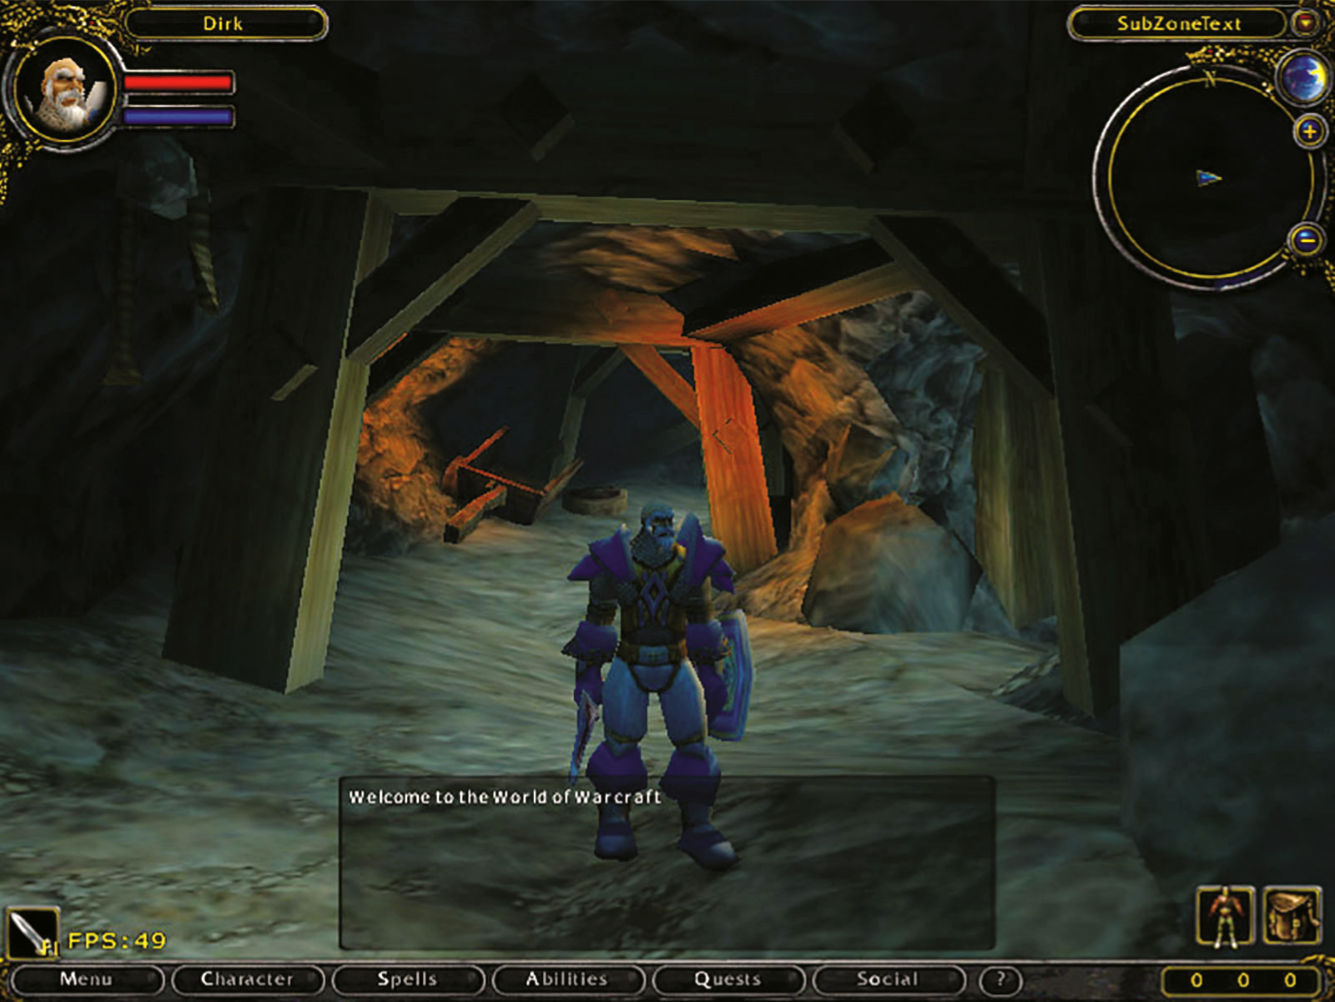 Dirk
SubZoneText
N
Welcome to the World of Warcraft
FPS:49
Menu
Character
Spells
Abilities
Quests
Social
?
0 0 0